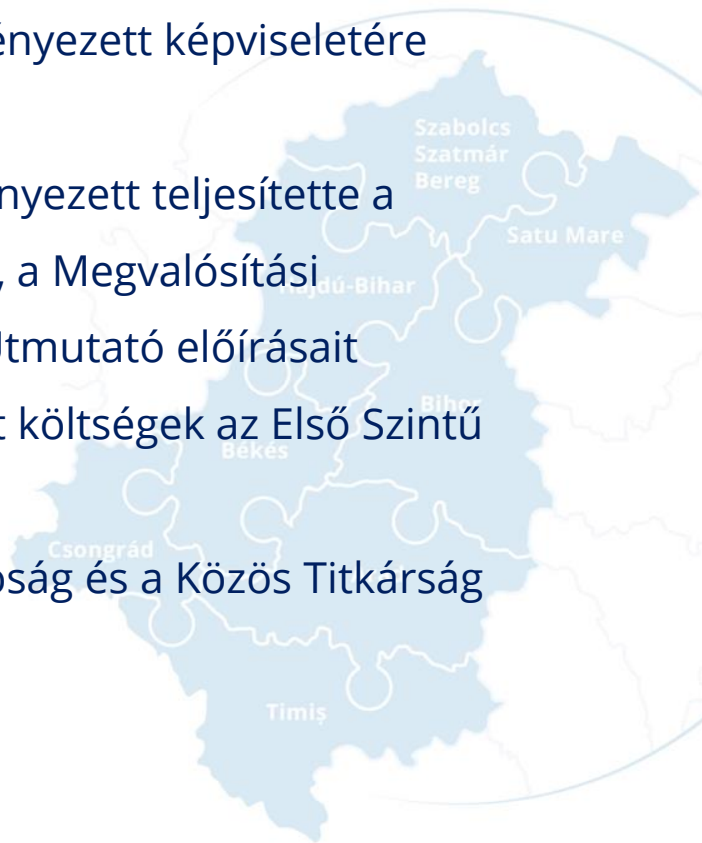 ényezett képviseletére
Szabolcs
Szatmár
Bereg
nyezett teljesítette a
Satu Mare
, a Megvalósítási
Hajdú-Bihar
Útmutató előírásait
Bihor
t költségek az Első Szintű
Békés
Csongrád
oság és a Közös Titkárság
Timiș